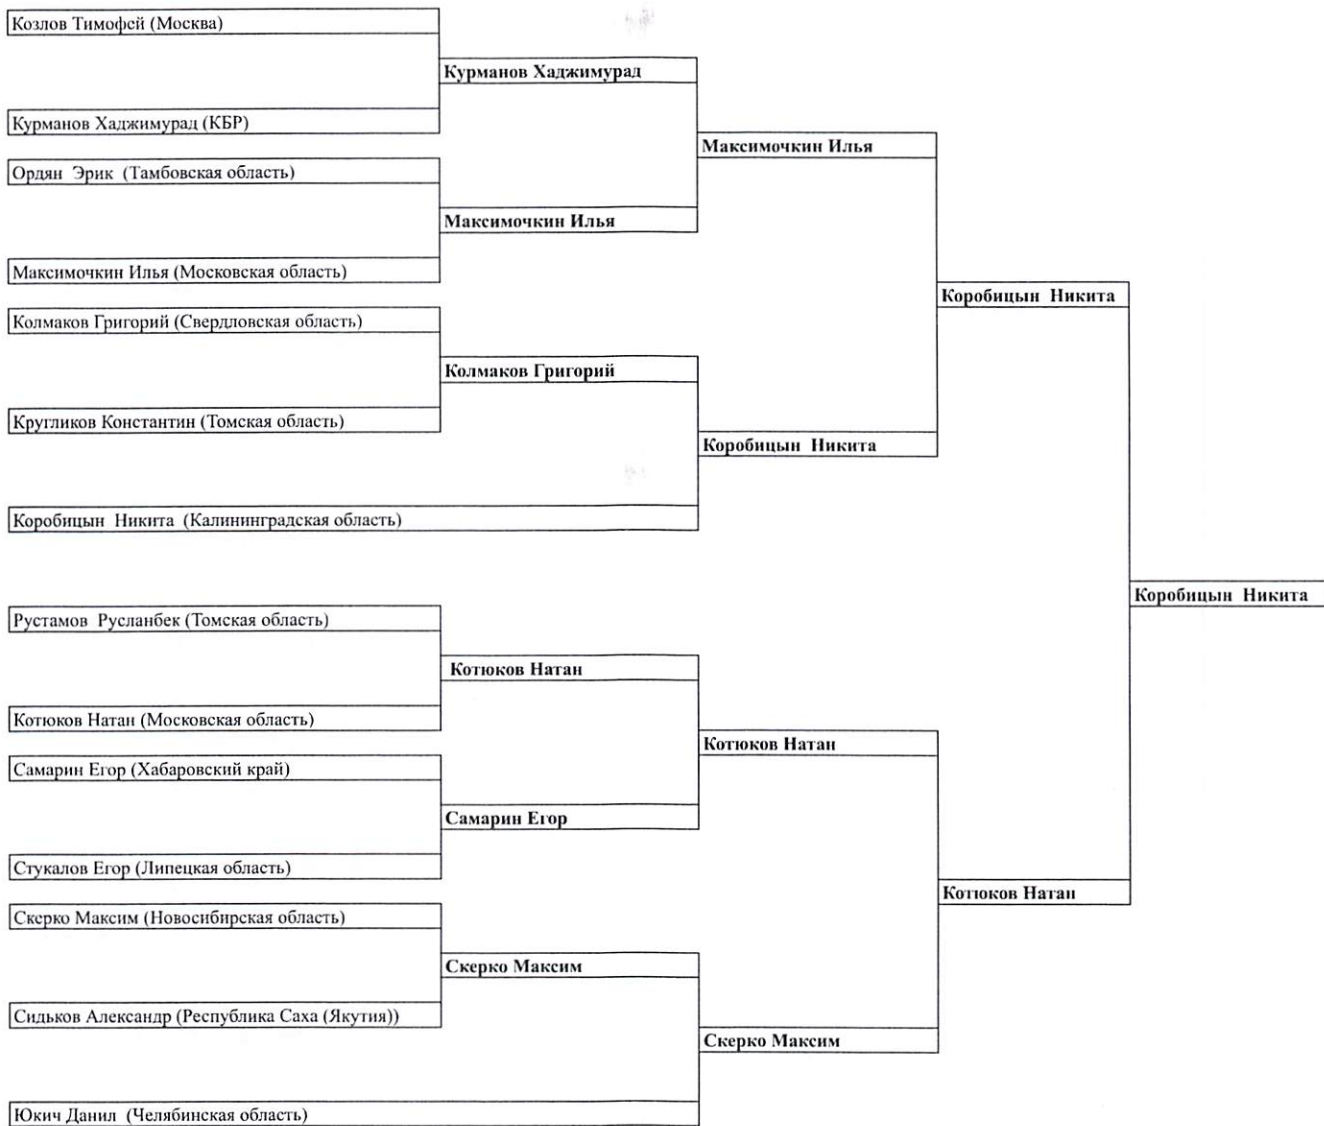 Козлов Тимофей (Москва)
Курманов Хаджимурад
Курманов Хаджимурад (КБР)
Максимочкин Илья
Ордян Эрик (Тамбовская область)
Максимочкин Илья
Максимочкин Илья (Московская область)
Коробицын Никита
Колмаков Григорий (Свердловская область)
Колмаков Григорий
Кругликов Константин (Томская область)
Коробицын Никита
Коробицын Никита (Калининградская область)
Коробицын Никита
Рустамов Русланбек (Томская область)
Котюков Натан
Котюков Натан (Московская область)
Котюков Натан
Самарин Егор (Хабаровский край)
Самарин Егор
Стукалов Егор (Липецкая область)
Котюков Натан
Скерко Максим (Новосибирская область)
Скерко Максим
Сидьков Александр (Республика Саха (Якутия))
Скерко Максим
Юкич Данил (Челябинская область)